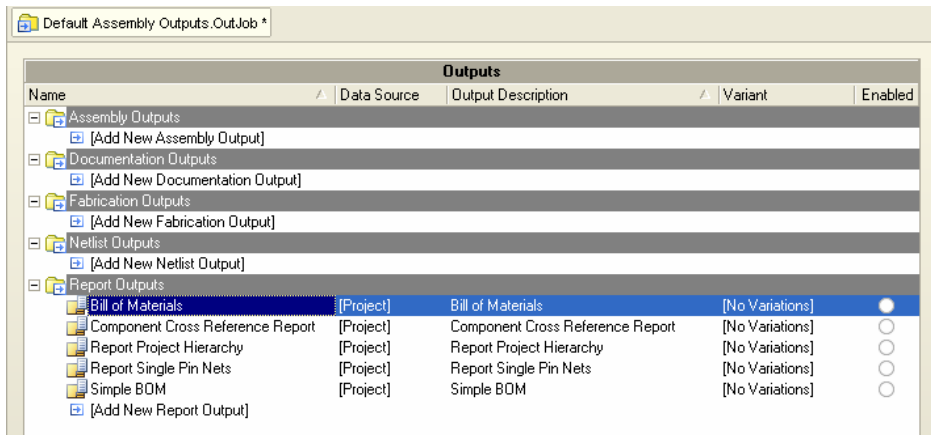 Default Assembly Outputs.OutJob *
Outputs
Name Data Source Output Description Variant Enabled
Assembly Outputs
[Add New Assembly Output]
Documentation Outputs
[Add New Documentation Output]
Fabrication Outputs
[Add New Fabrication Output]
Netlist Outputs
[Add New Netlist Output]
Report Outputs
Bill of Materials [Project] Bill of Materials [No Variations]
Component Cross Reference Report [Project] Component Cross Reference Report [No Variations]
Report Project Hierarchy [Project] Report Project Hierarchy [No Variations]
Report Single Pin Nets [Project] Report Single Pin Nets [No Variations]
Simple BOM [Project] Simple BOM [No Variations]
[Add New Report Output]